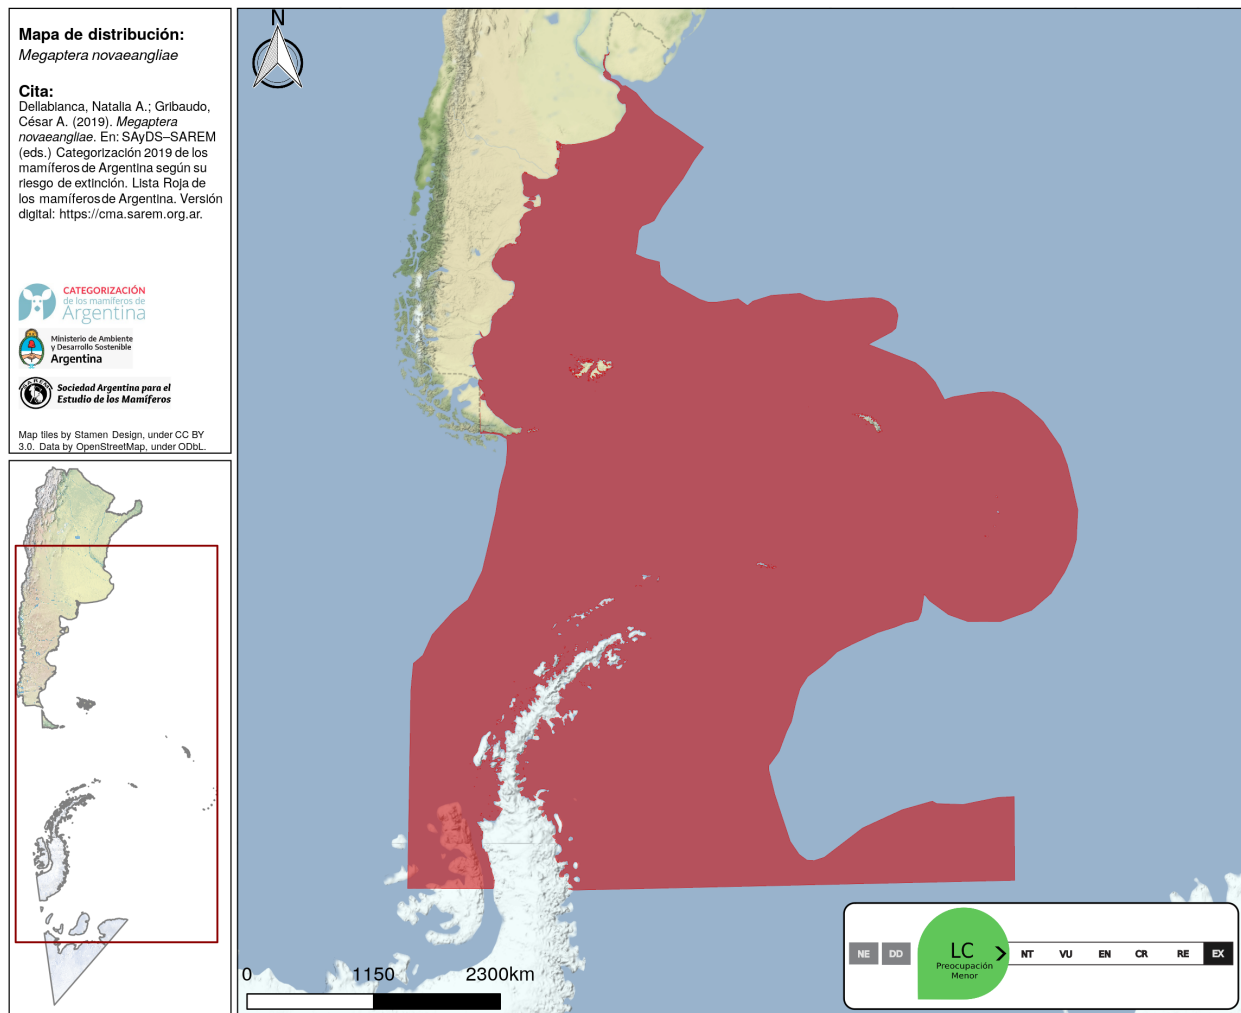 Mapa de distribución:
Megaptera novaeangliae
Cita:
Dellabianca, Natalia A.; Gribaudo,
César A. (2019). Megaptera
novaeangliae. En: SAyDS–SAREM
(eds.) Categorización 2019 de los
mamíferos de Argentina según su
riesgo de extinción. Lista Roja de
los mamíferos de Argentina. Versión
digital: https://cma.sarem.org.ar.
CATEGORIZACIÓN
de los mamíferos de
Argentina
Ministerio de Ambiente
y Desarrollo Sostenible
Argentina
SAREM
Sociedad Argentina para el
Estudio de los Mamíferos
Map tiles by Stamen Design, under CC BY
3.0. Data by OpenStreetMap, under ODbL.
N
0 1150 2300km
NE DD LC NT VU EN CR RE EX
Preocupación
Menor